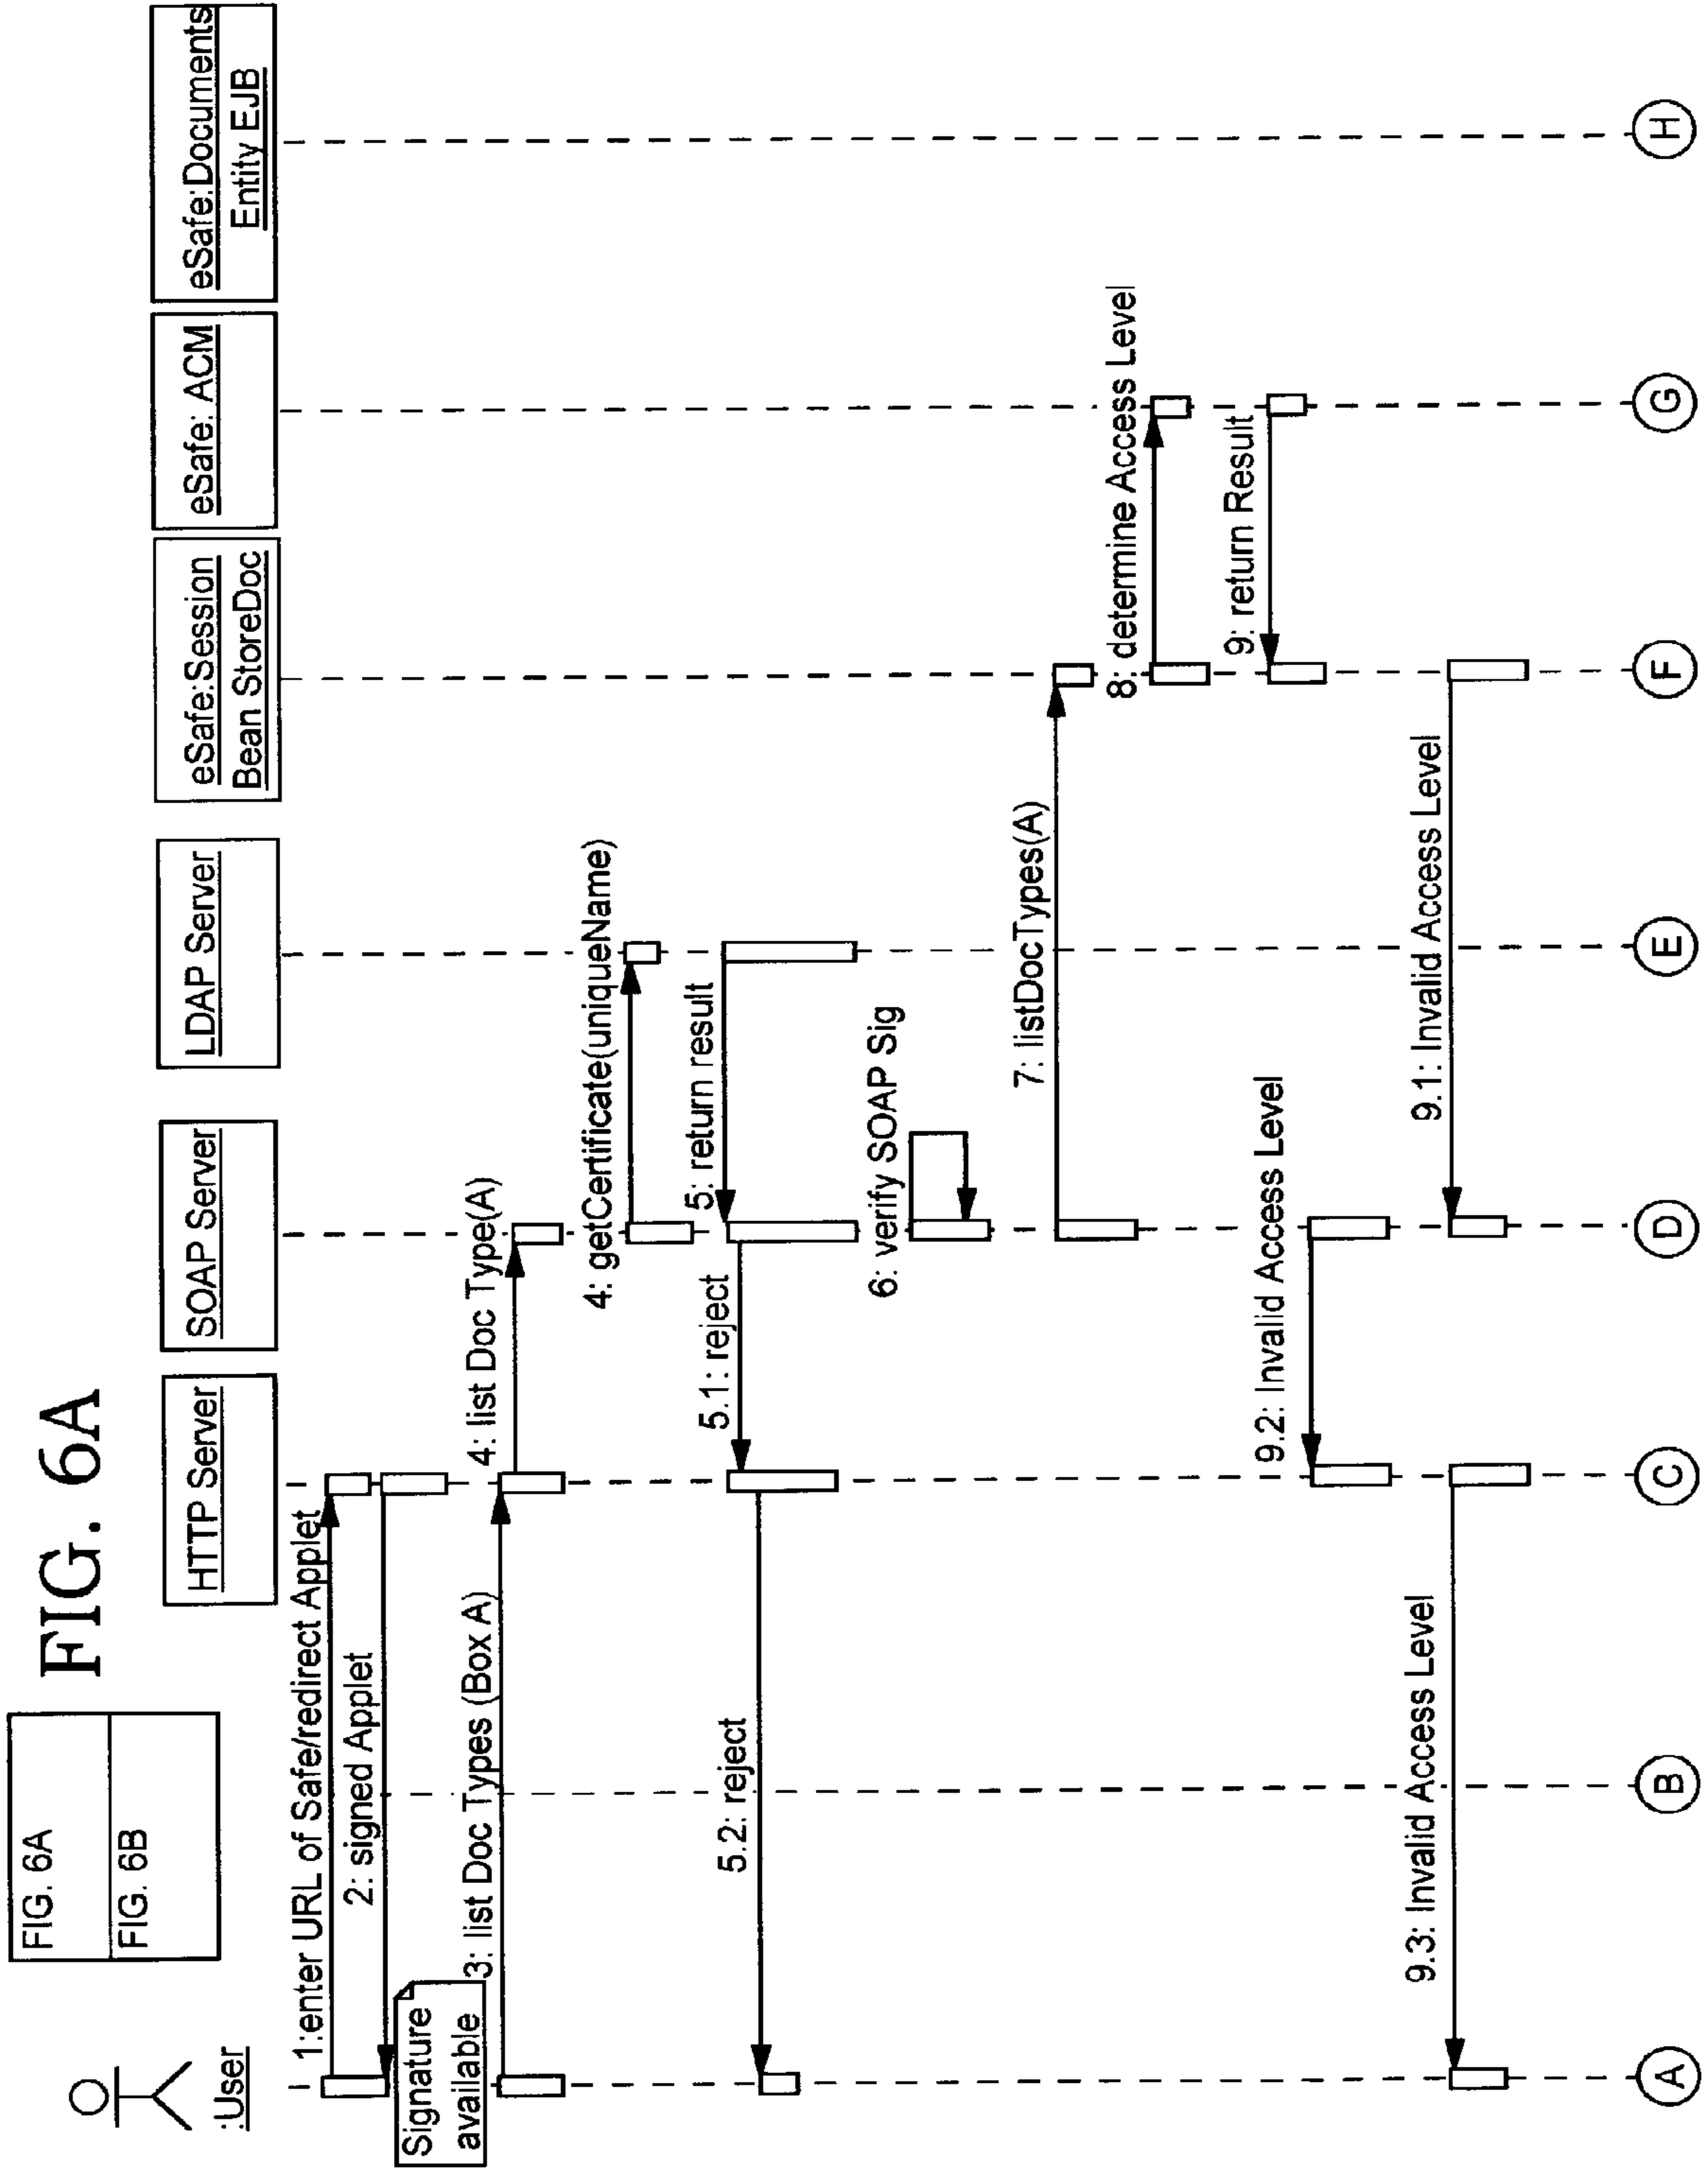 FIG. 6A
FIG. 6A
FIG. 6B
:User
HTTP Server
SOAP Server
LDAP Server
eSafe:Session
Bean StoreDoc
eSafe: ACM
eSafe:Documents
Entity EJB
1:enter URL of Safe/redirect Applet
2: signed Applet
Signature
available
3: list Doc Types (Box A)
4: list Doc Type(A)
4: getCertificate(uniqueName)
5: return result
5.1: reject
5.2: reject
6: verify SOAP Sig
7: listDocTypes(A)
8: determine Access Level
9: return Result
9.2: Invalid Access Level
9.1: Invalid Access Level
9.3: Invalid Access Level
A
B
C
D
E
F
G
H